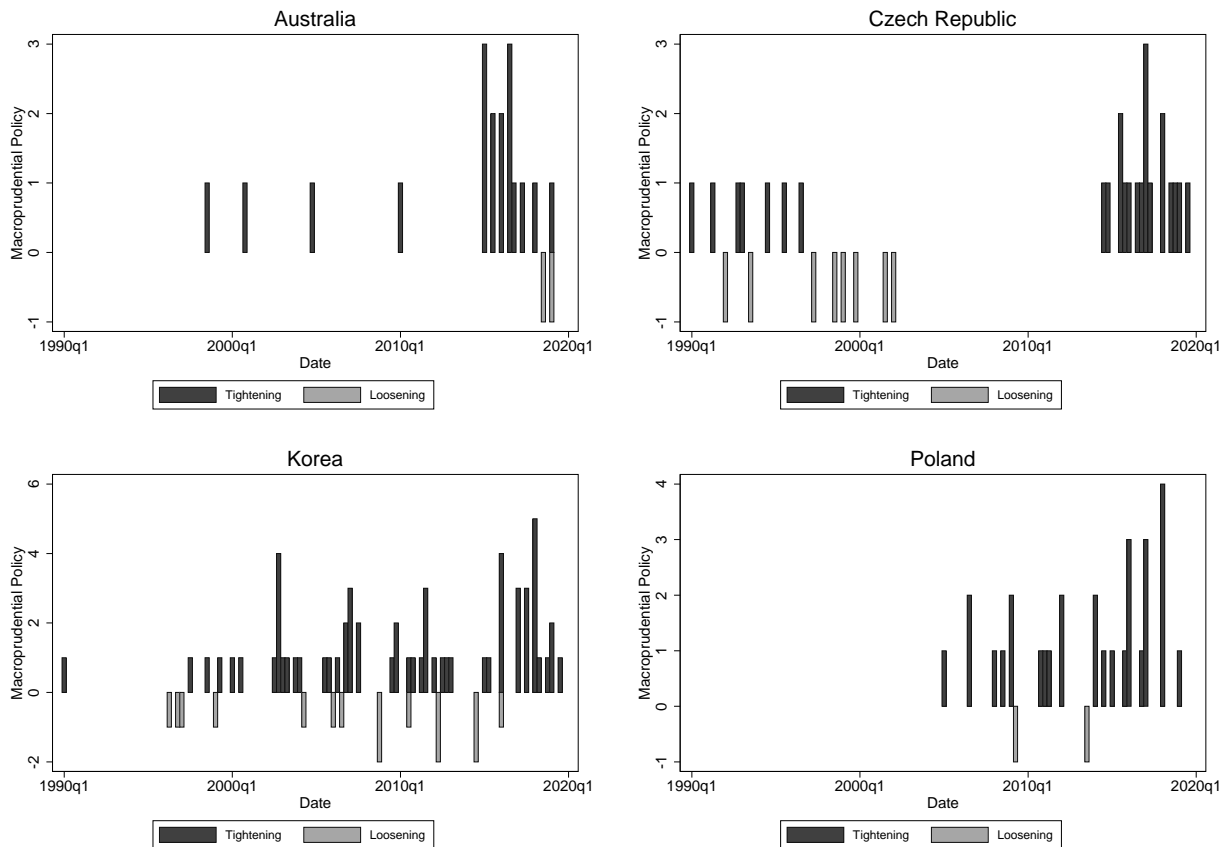 Australia
Macroprudential Policy
3
2
1
0
-1
1990q1 2000q1 2010q1 2020q1
Date
Tightening Loosening
Czech Republic
Macroprudential Policy
3
2
1
0
-1
1990q1 2000q1 2010q1 2020q1
Date
Tightening Loosening
Korea
Macroprudential Policy
6
4
2
0
-2
1990q1 2000q1 2010q1 2020q1
Date
Tightening Loosening
Poland
Macroprudential Policy
4
3
2
1
0
-1
1990q1 2000q1 2010q1 2020q1
Date
Tightening Loosening